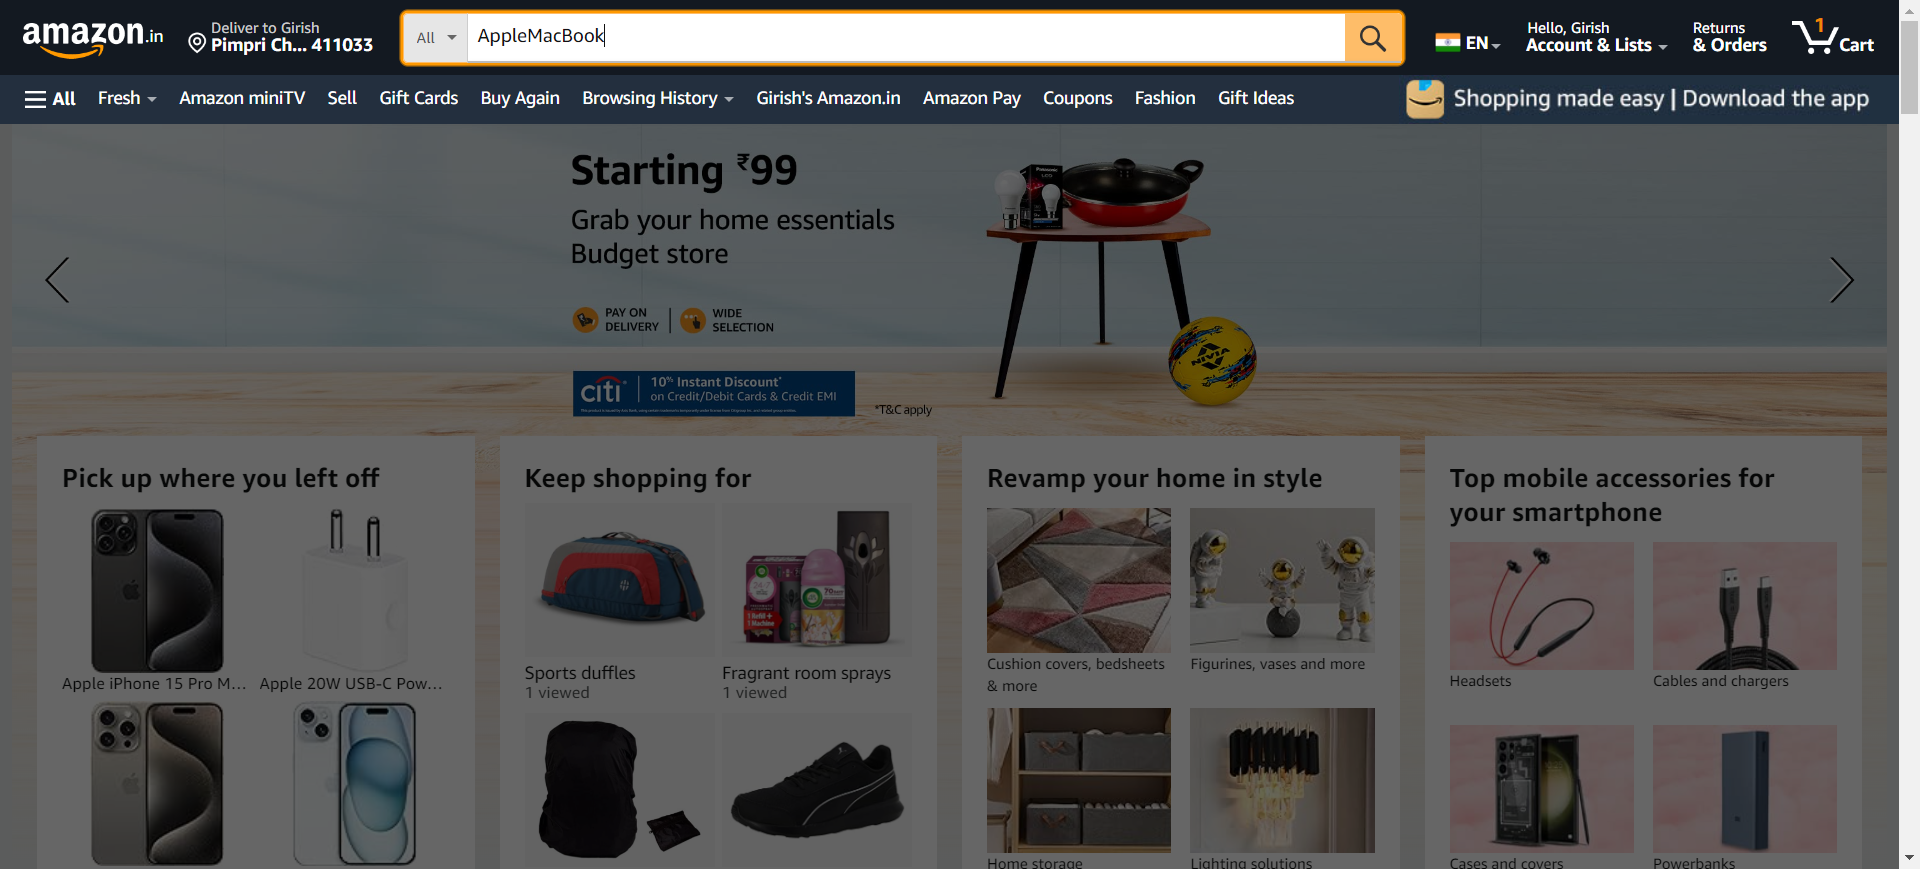 amazon.in
Deliver to Girish
Pimpri Ch... 411033
All
AppleMacBook
EN
Hello, Girish
Account & Lists
Returns
& Orders
1
Cart
All
Fresh
Amazon miniTV
Sell
Gift Cards
Buy Again
Browsing History
Girish's Amazon.in
Amazon Pay
Coupons
Fashion
Gift Ideas
Shopping made easy | Download the app
Starting ₹99
Grab your home essentials
Budget store
PAY ON
DELIVERY
WIDE
SELECTION
citi
10% Instant Discount*
on Credit/Debit Cards & Credit EMI
*T&C apply
Panasonic
LED
NIVIA
Pick up where you left off
Apple iPhone 15 Pro M...
Apple 20W USB-C Pow...
Keep shopping for
Sports duffles
1 viewed
Fragrant room sprays
1 viewed
Revamp your home in style
Cushion covers, bedsheets
& more
Figurines, vases and more
Home storage
Lighting solutions
Top mobile accessories for
your smartphone
Headsets
Cables and chargers
Cases and covers
Powerbanks